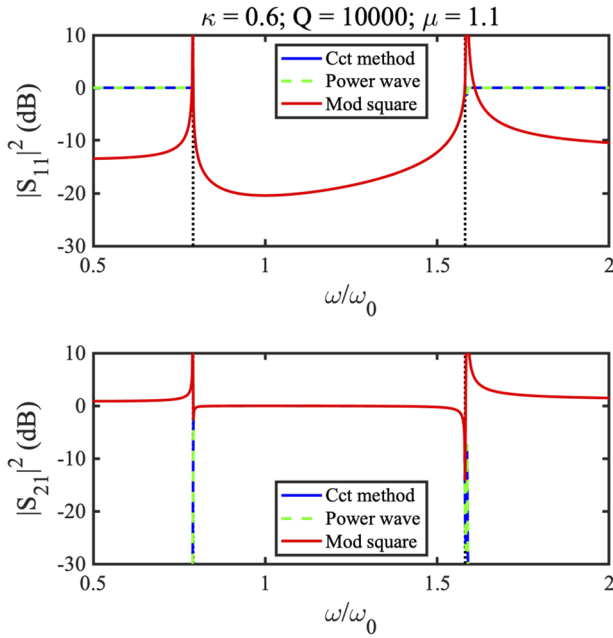 κ = 0.6; Q = 10000; μ = 1.1
10
0
-10
-20
-30
|S11|² (dB)
Cct method
Power wave
Mod square
0.5
1
1.5
2
ω/ω0
10
0
-10
-20
-30
|S21|² (dB)
Cct method
Power wave
Mod square
0.5
1
1.5
2
ω/ω0